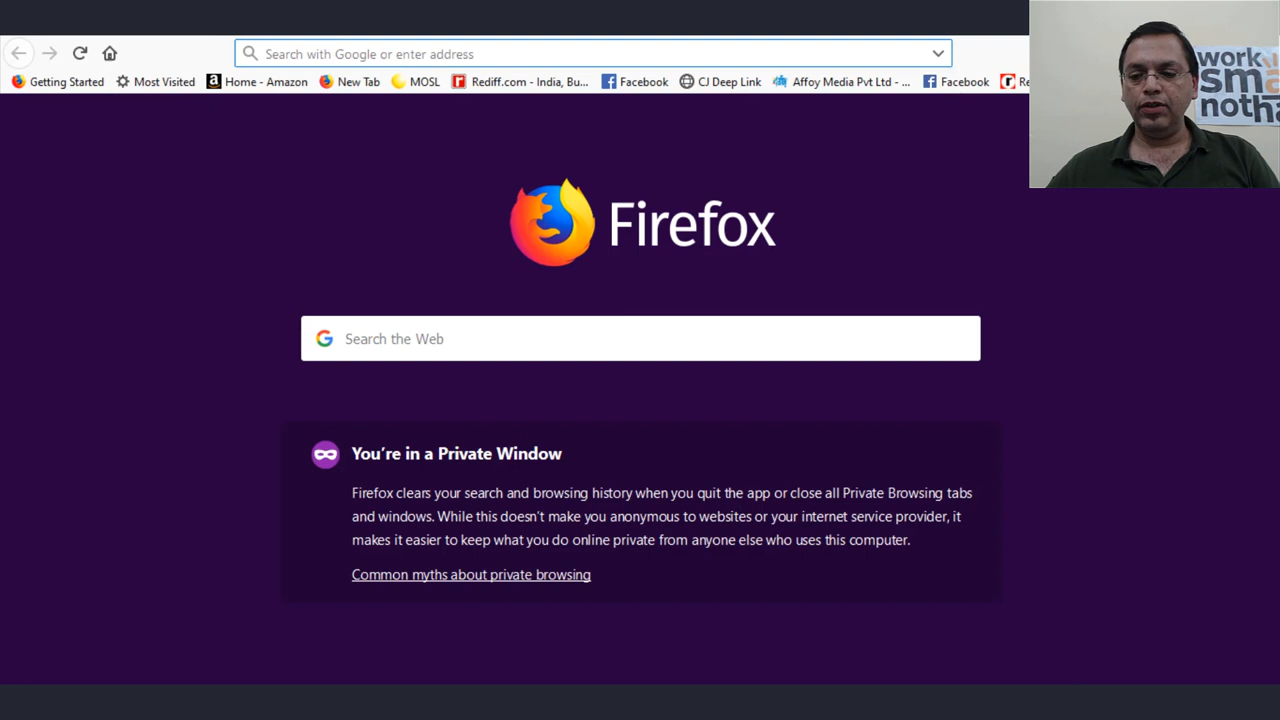 Search with Google or enter address
Getting Started Most Visited Home - Amazon New Tab MOSL Rediff.com - India, Bu... Facebook CJ Deep Link Affoy Media Pvt Ltd - ... Facebook Re
work
sma
not ha
Firefox
Search the Web
You're in a Private Window
Firefox clears your search and browsing history when you quit the app or close all Private Browsing tabs
and windows. While this doesn't make you anonymous to websites or your internet service provider, it
makes it easier to keep what you do online private from anyone else who uses this computer.
Common myths about private browsing